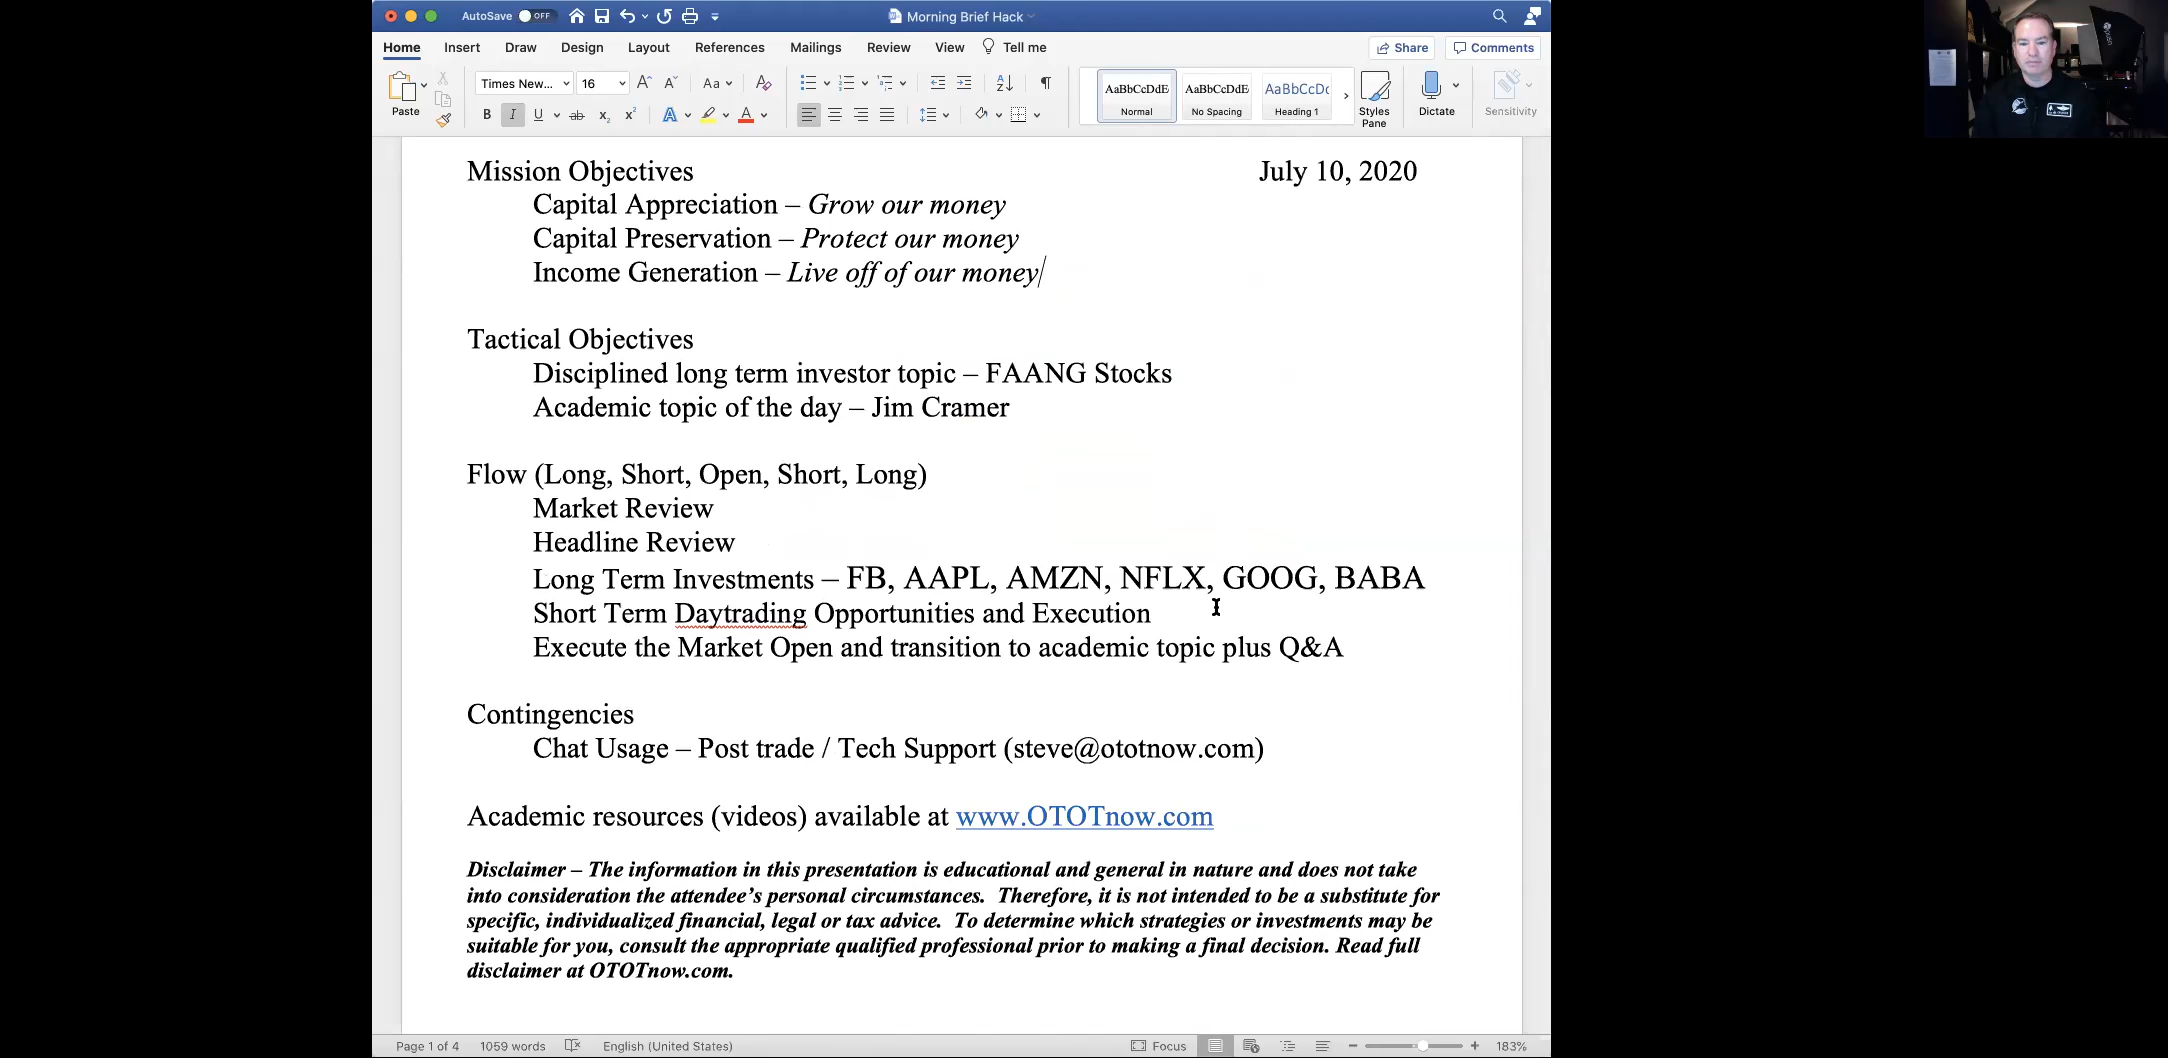 AutoSave OFF Morning Brief Hack
Home Insert Draw Design Layout References Mailings Review View Tell me Share Comments
Paste Times New... 16 Aa AaBbCcDdE AaBbCcDdE AaBbCcDc
Normal No Spacing Heading 1 Styles Pane Dictate Sensitivity
Mission Objectives July 10, 2020
Capital Appreciation – Grow our money
Capital Preservation – Protect our money
Income Generation – Live off of our money
Tactical Objectives
Disciplined long term investor topic – FAANG Stocks
Academic topic of the day – Jim Cramer
Flow (Long, Short, Open, Short, Long)
Market Review
Headline Review
Long Term Investments – FB, AAPL, AMZN, NFLX, GOOG, BABA
Short Term Daytrading Opportunities and Execution
Execute the Market Open and transition to academic topic plus Q&A
Contingencies
Chat Usage – Post trade / Tech Support (steve@ototnow.com)
Academic resources (videos) available at www.OTOTnow.com
Disclaimer – The information in this presentation is educational and general in nature and does not take
into consideration the attendee’s personal circumstances. Therefore, it is not intended to be a substitute for
specific, individualized financial, legal or tax advice. To determine which strategies or investments may be
suitable for you, consult the appropriate qualified professional prior to making a final decision. Read full
disclaimer at OTOTnow.com.
Page 1 of 4 1059 words English (United States) Focus 183%